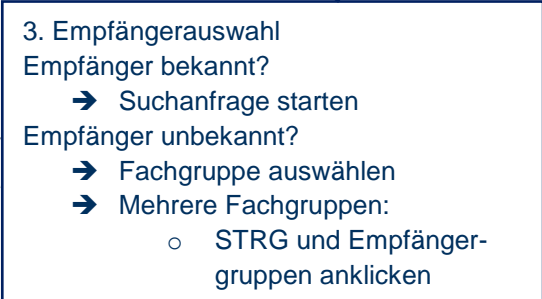 3. Empfängerauswahl
Empfänger bekannt?
➔ Suchanfrage starten
Empfänger unbekannt?
➔ Fachgruppe auswählen
➔ Mehrere Fachgruppen:
o STRG und Empfänger-
gruppen anklicken